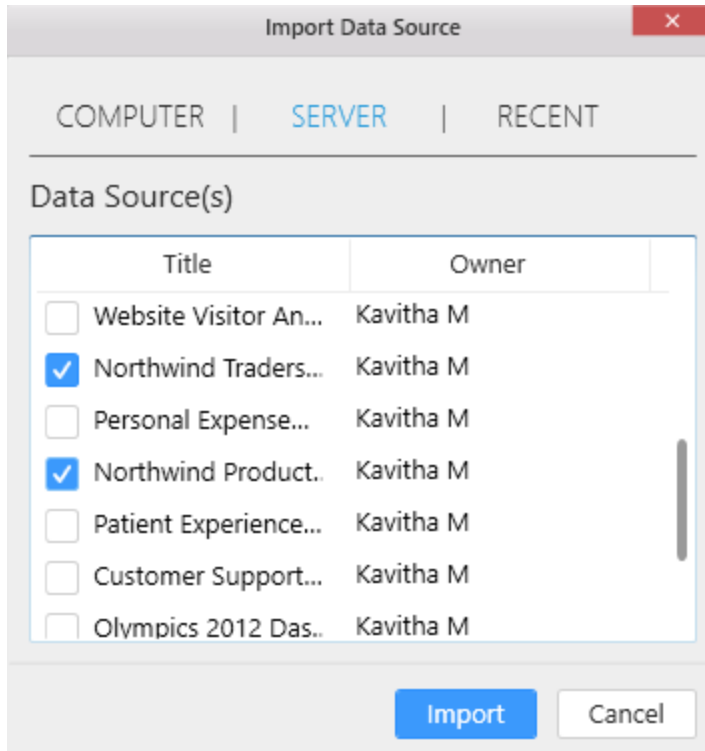 Import Data Source
COMPUTER | SERVER | RECENT
Data Source(s)
Title Owner
Website Visitor An... Kavitha M
Northwind Traders... Kavitha M
Personal Expense... Kavitha M
Northwind Product.. Kavitha M
Patient Experience... Kavitha M
Customer Support... Kavitha M
Olympics 2012 Das.. Kavitha M
Import Cancel